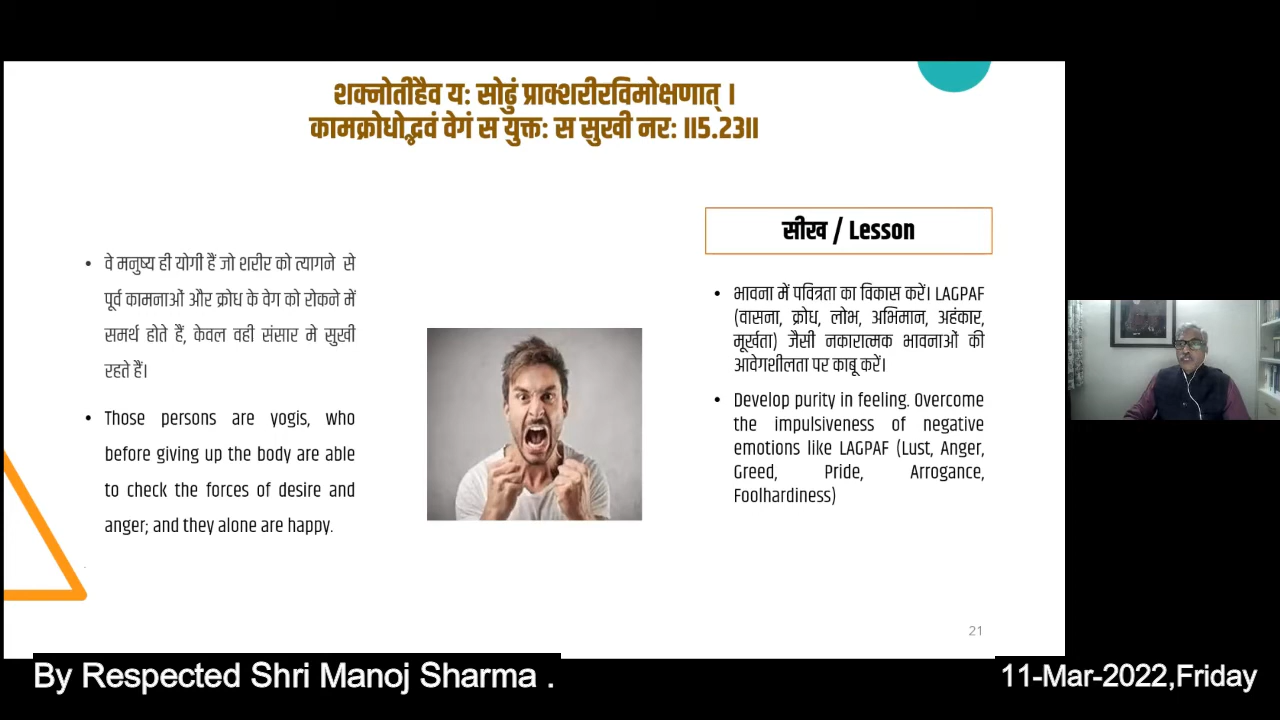 शक्नोतीहैव य: सोढुं प्राक्शरीरविमोक्षणात् ।
कामक्रोधोद्भवं वेगं स युक्त: स सुखी नर: ॥5.23॥
• वे मनुष्य ही योगी हैं जो शरीर को त्यागने से
पूर्व कामनाओं और क्रोध के वेग को रोकने में
समर्थ होते हैं, केवल वही संसार मे सुखी
रहते हैं।
• Those persons are yogis, who
before giving up the body are able
to check the forces of desire and
anger; and they alone are happy.
सीख / Lesson
• भावना में पवित्रता का विकास करें। LAGPAF
(वासना, क्रोध, लोभ, अभिमान, अहंकार,
मूर्खता) जैसी नकारात्मक भावनाओं की
आवेगशीलता पर काबू करें।
• Develop purity in feeling. Overcome
the impulsiveness of negative
emotions like LAGPAF (Lust, Anger,
Greed, Pride, Arrogance,
Foolhardiness)
21
By Respected Shri Manoj Sharma .
11-Mar-2022,Friday